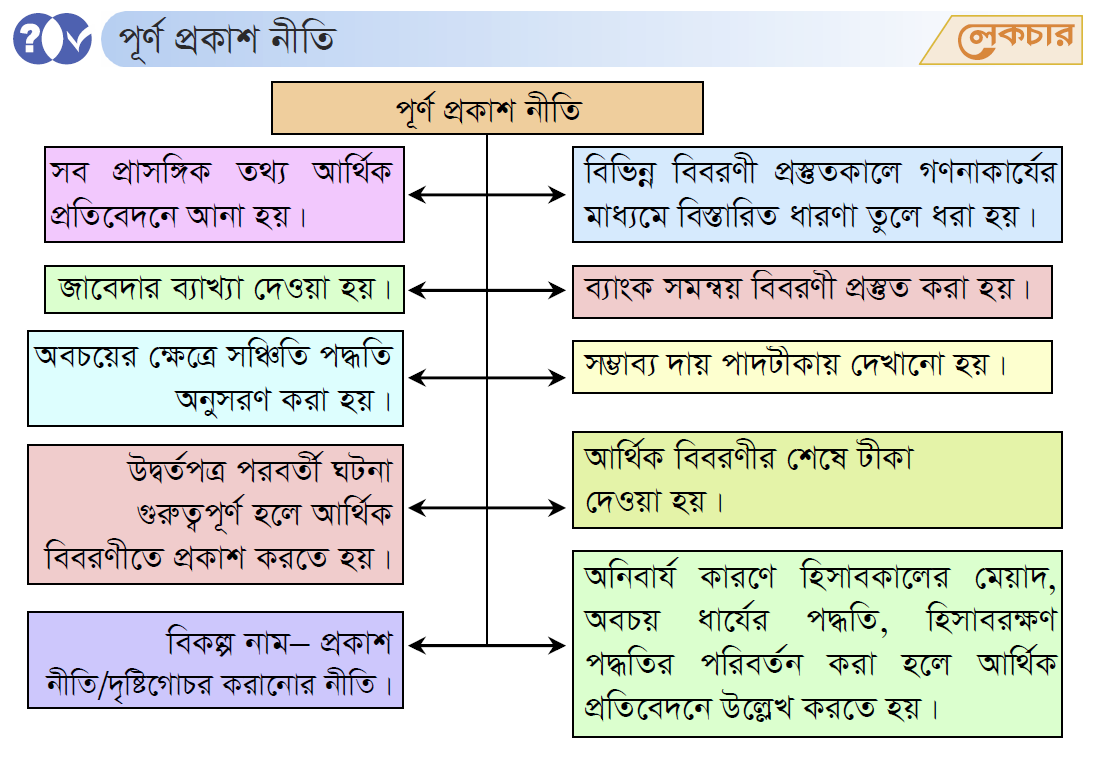 পূর্ণ প্রকাশ নীতি
লেকচার
পূর্ণ প্রকাশ নীতি
সব প্রাসঙ্গিক তথ্য আর্থিক
প্রতিবেদনে আনা হয়।
বিভিন্ন বিবরণী প্রস্তুতকালে গণনাকার্যের
মাধ্যমে বিস্তারিত ধারণা তুলে ধরা হয়।
জাবেদার ব্যাখ্যা দেওয়া হয়।
ব্যাংক সমন্বয় বিবরণী প্রস্তুত করা হয়।
অবচয়ের ক্ষেত্রে সঞ্চিতি পদ্ধতি
অনুসরণ করা হয়।
সম্ভাব্য দায় পাদটীকায় দেখানো হয়।
উদ্বর্তপত্র পরবর্তী ঘটনা
গুরুত্বপূর্ণ হলে আর্থিক
বিবরণীতে প্রকাশ করতে হয়।
আর্থিক বিবরণীর শেষে টীকা
দেওয়া হয়।
বিকল্প নাম– প্রকাশ
নীতি/দৃষ্টিগোচর করানোর নীতি।
অনিবার্য কারণে হিসাবকালের মেয়াদ,
অবচয় ধার্যের পদ্ধতি, হিসাবরক্ষণ
পদ্ধতির পরিবর্তন করা হলে আর্থিক
প্রতিবেদনে উল্লেখ করতে হয়।